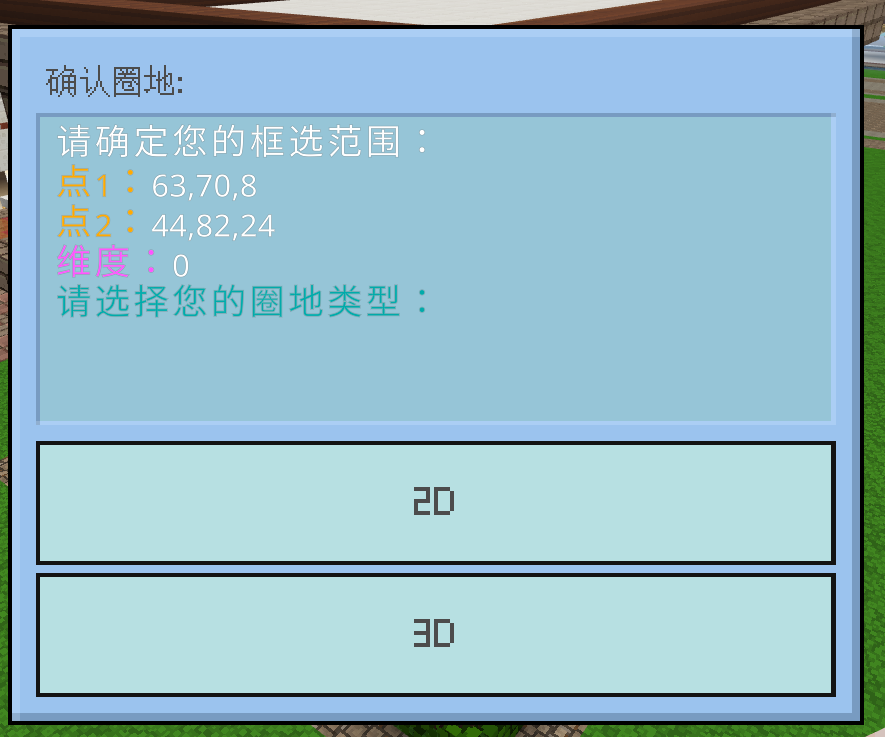 确认圈地:
请确定您的框选范围：
点1：63,70,8
点2：44,82,24
维度：0
请选择您的圈地类型：
2D
3D